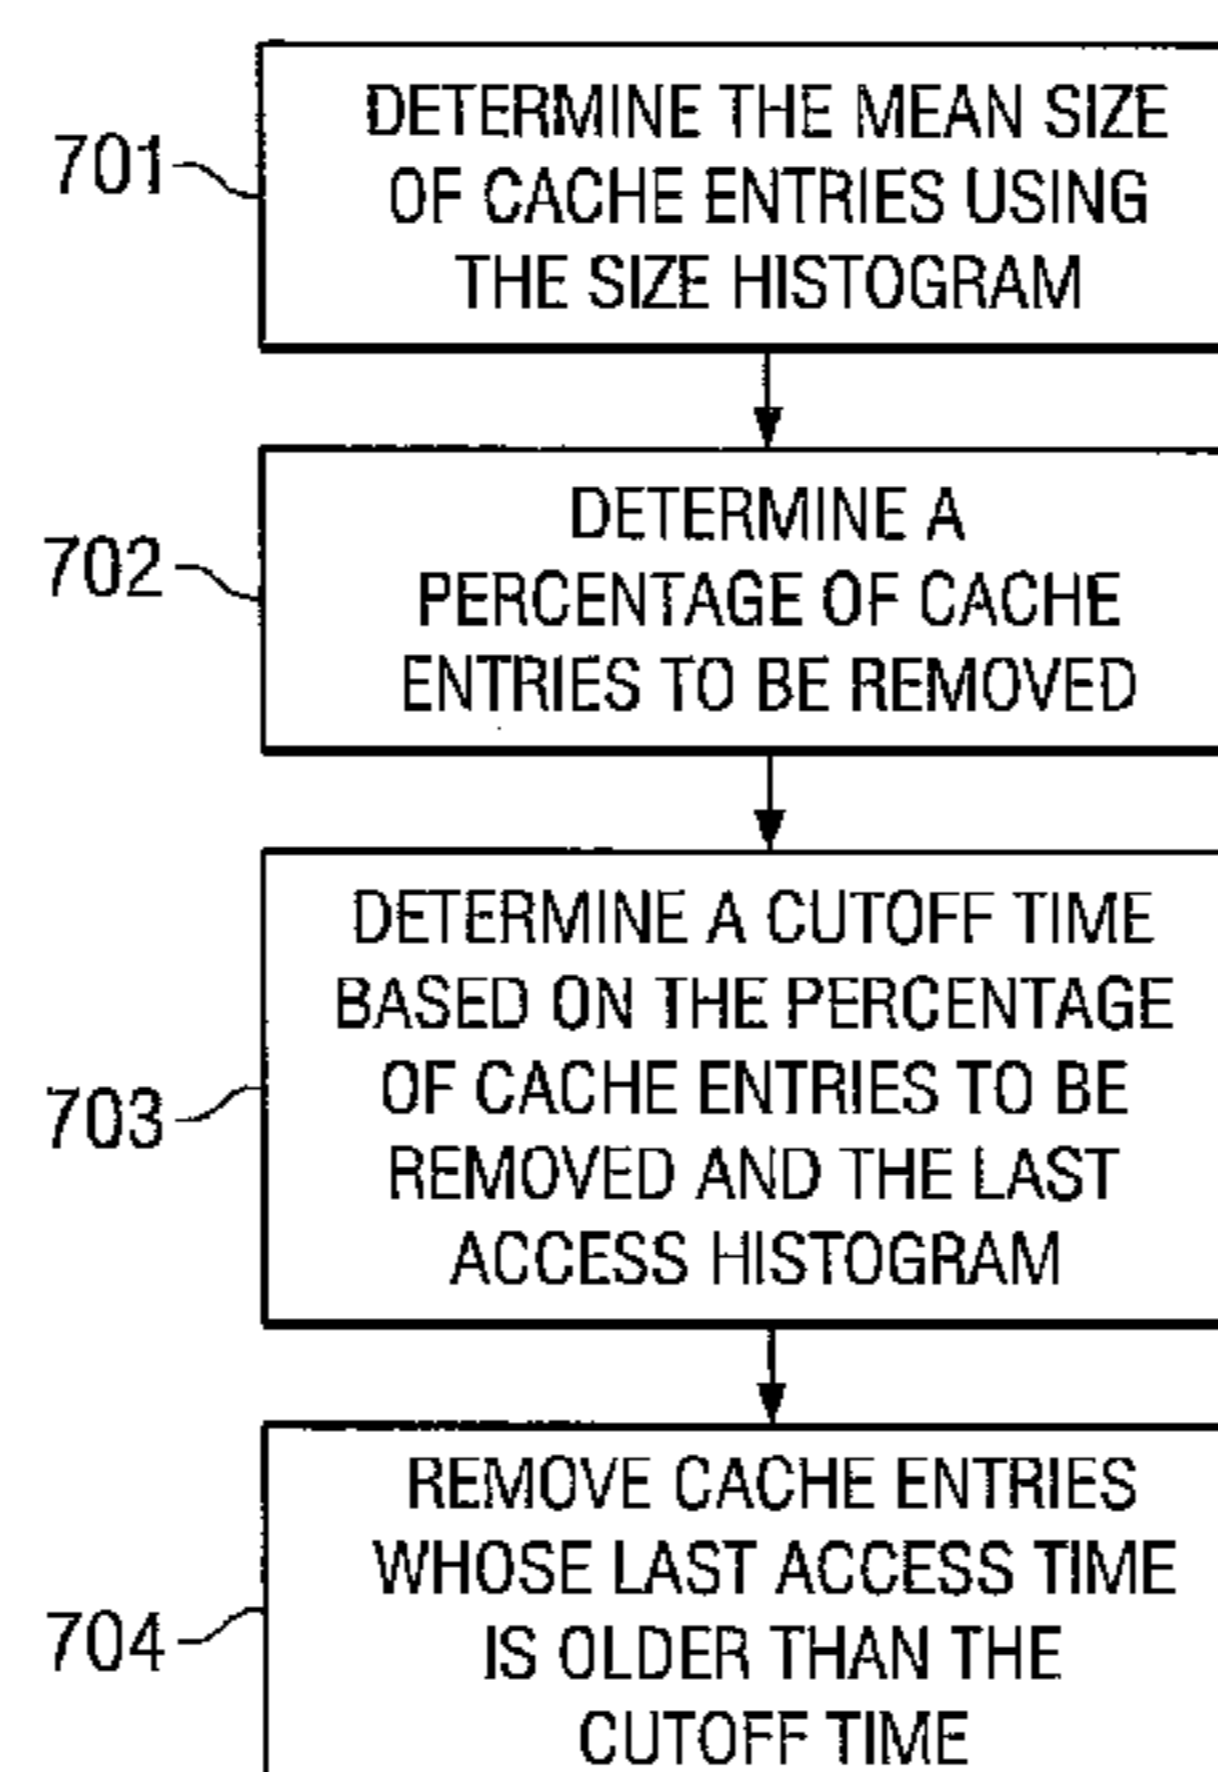 DETERMINE THE MEAN SIZE
701
OF CACHE ENTRIES USING
THE SIZE HISTOGRAM
DETERMINE A
702
PERCENTAGE OF CACHE
ENTRIES TO BE REMOVED
DETERMINE A CUTOFF TIME
BASED ON THE PERCENTAGE
OF CACHE ENTRIES TO BE
703
REMOVED AND THE LAST
ACCESS HISTOGRAM
REMOVE CACHE ENTRIES
WHOSE LAST ACCESS TIME
704
IS OLDER THAN THE
CUTOFF TIME